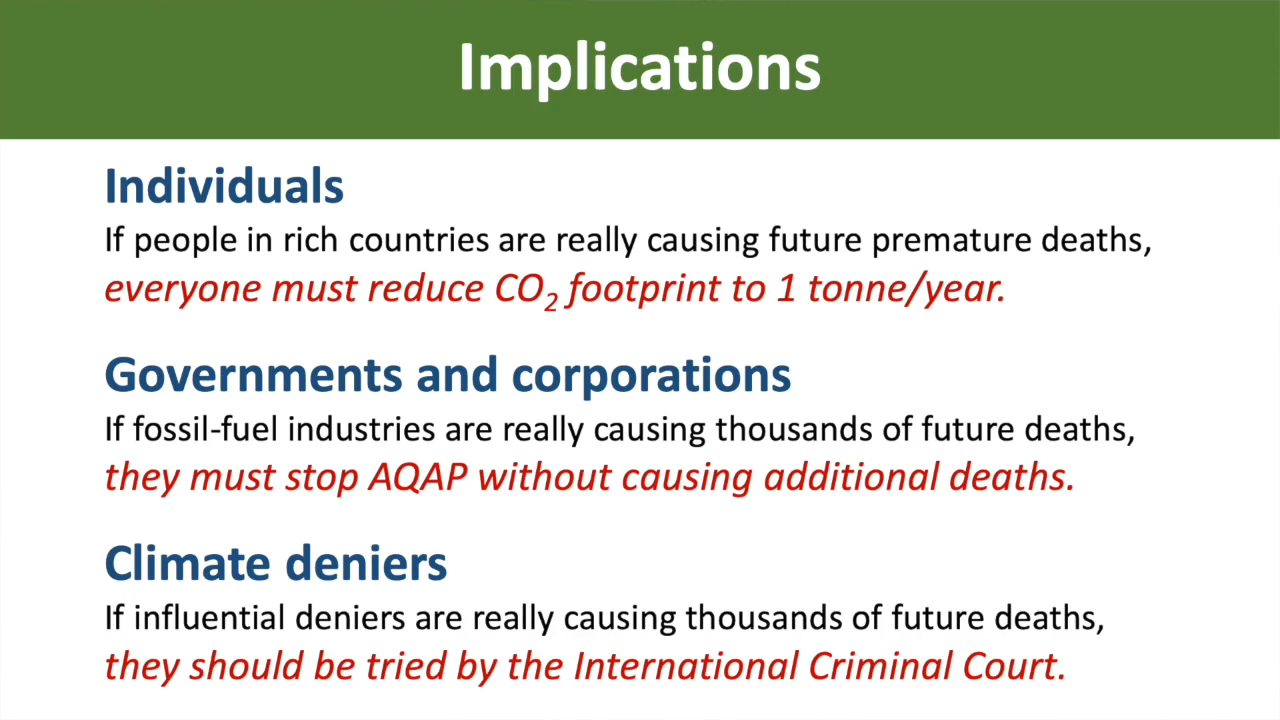 Implications
Individuals
If people in rich countries are really causing future premature deaths,
everyone must reduce CO₂ footprint to 1 tonne/year.
Governments and corporations
If fossil-fuel industries are really causing thousands of future deaths,
they must stop AQAP without causing additional deaths.
Climate deniers
If influential deniers are really causing thousands of future deaths,
they should be tried by the International Criminal Court.